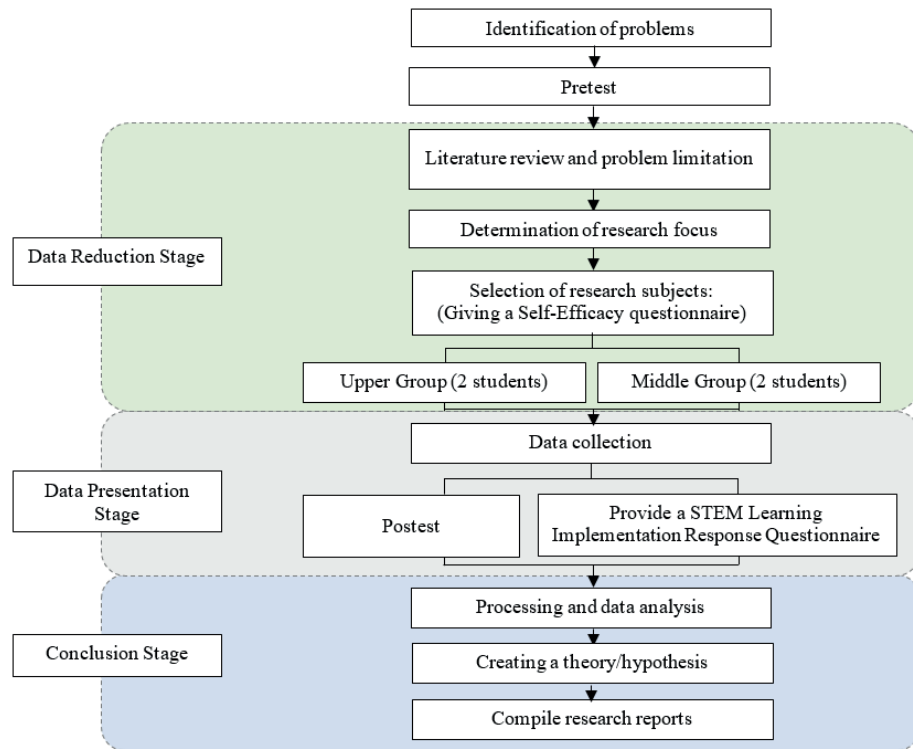 Identification of problems
Pretest
Literature review and problem limitation
Determination of research focus
Data Reduction Stage
Selection of research subjects:
(Giving a Self-Efficacy questionnaire)
Upper Group (2 students)
Middle Group (2 students)
Data collection
Data Presentation
Stage
Postest
Provide a STEM Learning
Implementation Response Questionnaire
Processing and data analysis
Conclusion Stage
Creating a theory/hypothesis
Compile research reports